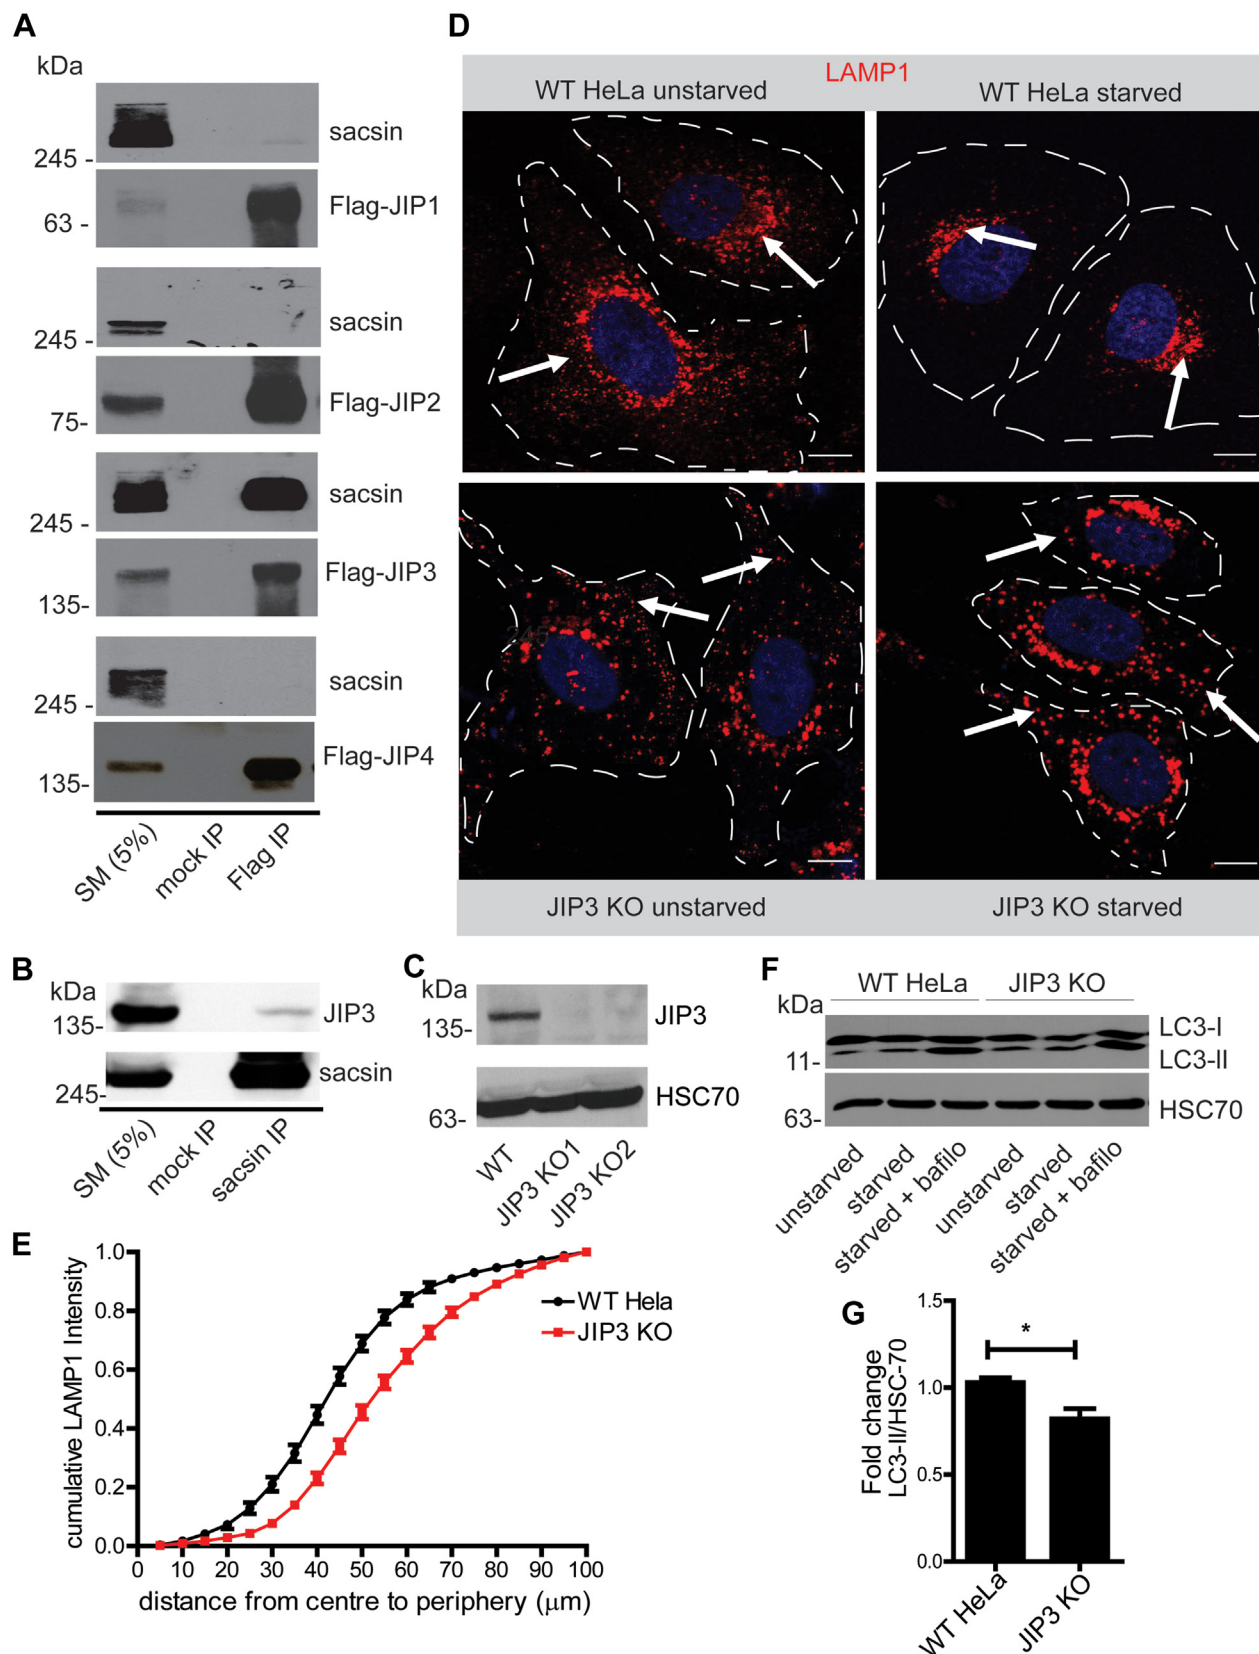 A
kDa
sacsin
245 -
Flag-JIP1
63 -
sacsin
245 -
Flag-JIP2
75-
sacsin
245 -
Flag-JIP3
135-
sacsin
245 -
Flag-JIP4
135-
SM (5%)
mock IP
Flag IP
D
LAMP1
WT HeLa unstarved
WT HeLa starved
245
JIP3 KO unstarved
JIP3 KO starved
B
kDa
JIP3
135-
sacsin
245-
SM (5%)
mock IP
sacsin IP
C
kDa
JIP3
135-
HSC70
63-
WT
JIP3 KO1
JIP3 KO2
F
WT HeLa
JIP3 KO
kDa
LC3-I
11-
LC3-II
HSC70
63-
unstarved
starved
starved + bafilo
unstarved
starved
starved + bafilo
E
cumulative LAMP1 Intensity
1.0
0.8
0.6
0.4
0.2
0.0
WT Hela
JIP3 KO
0 10 20 30 40 50 60 70 80 90 100
distance from centre to periphery (μm)
G
Fold change
LC3-II/HSC-70
1.5
1.0
0.5
0.0
*
WT HeLa
JIP3 KO